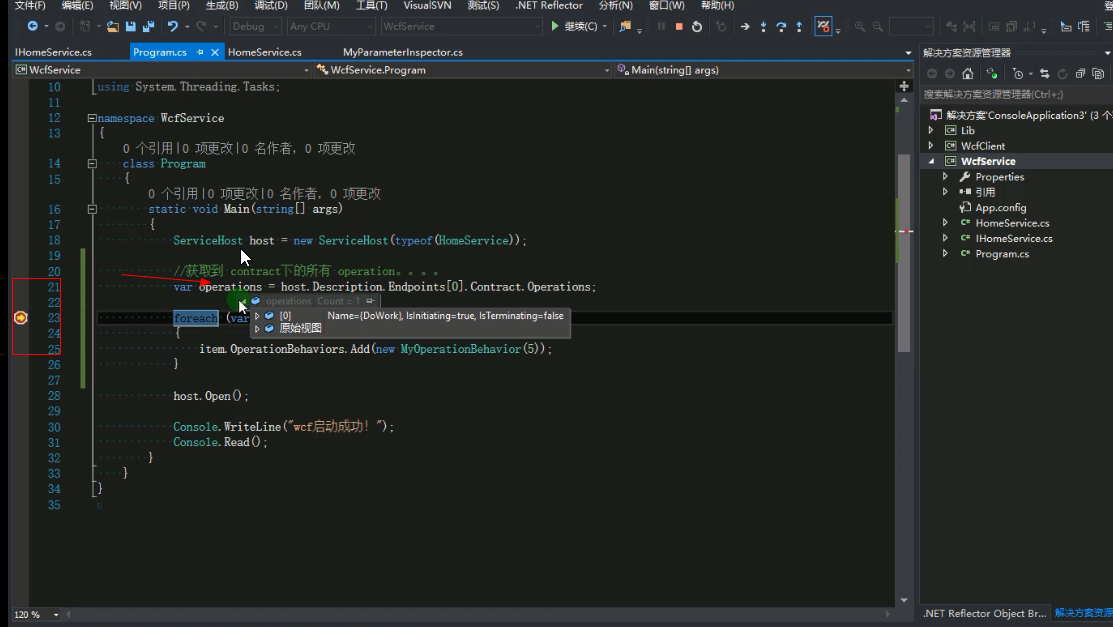 文件(F) 编辑(E) 视图(V) 项目(P) 生成(B) 调试(D) 团队(M) 工具(T) VisualSVN 测试(S) .NET Reflector 分析(N) 窗口(W) 帮助(H)
Debug Any CPU WcfService 继续(C)
IHomeService.cs Program.cs HomeService.cs MyParameterInspector.cs
WcfService WcfService.Program Main(string[] args)
10 using System.Threading.Tasks;
11
12 namespace WcfService
13 {
0 个引用|0 项更改|0 名作者，0 项更改
14 class Program
15 {
0 个引用|0 项更改|0 名作者，0 项更改
16 static void Main(string[] args)
17 {
18 ServiceHost host = new ServiceHost(typeof(HomeService));
19
20 //获取到 contract下的所有 operation。。。。
21 var operations = host.Description.Endpoints[0].Contract.Operations;
22 operations Count = 1
23 foreach (var [0] Name={DoWork}, IsInitiating=true, IsTerminating=false
24 { 原始视图
25 item.OperationBehaviors.Add(new MyOperationBehavior(5));
26 }
27
28 host.Open();
29
30 Console.WriteLine("wcf启动成功！");
31 Console.Read();
32 }
33 }
34 }
35
120 %
解决方案资源管理器
搜索解决方案资源管理器(Ctrl+;)
解决方案'ConsoleApplication3' (3 个
Lib
WcfClient
WcfService
Properties
引用
App.config
HomeService.cs
IHomeService.cs
Program.cs
.NET Reflector Object Br... 解决方案资源